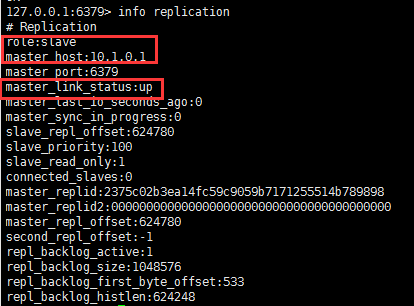 127.0.0.1:6379> info replication
# Replication
role:slave
master_host:10.1.0.1
master_port:6379
master_link_status:up
master_last_io_seconds_ago:0
master_sync_in_progress:0
slave_repl_offset:624780
slave_priority:100
slave_read_only:1
connected_slaves:0
master_replid:2375c02b3ea14fc59c9059b7171255514b789898
master_replid2:0000000000000000000000000000000000000000
master_repl_offset:624780
second_repl_offset:-1
repl_backlog_active:1
repl_backlog_size:1048576
repl_backlog_first_byte_offset:533
repl_backlog_histlen:624248